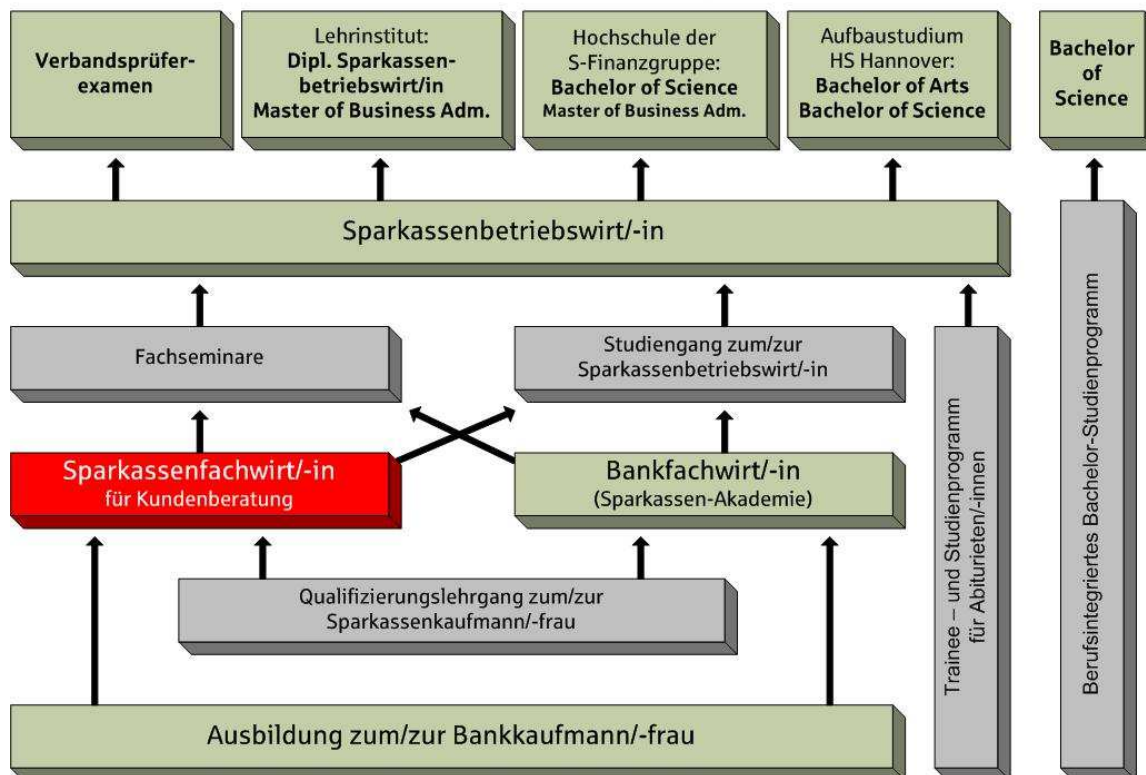 Verbandsprüfer-
examen
Lehrinstitut:
Dipl. Sparkassen-
betriebswirt/in
Master of Business Adm.
Hochschule der
S-Finanzgruppe:
Bachelor of Science
Master of Business Adm.
Aufbaustudium
HS Hannover:
Bachelor of Arts
Bachelor of Science
Bachelor
of
Science
Sparkassenbetriebswirt/-in
Fachseminare
Studiengang zum/zur
Sparkassenbetriebswirt/-in
Sparkassenfachwirt/-in
für Kundenberatung
Bankfachwirt/-in
(Sparkassen-Akademie)
Qualifizierungslehrgang zum/zur
Sparkassenkaufmann/-frau
Ausbildung zum/zur Bankkaufmann/-frau
Trainee – und Studienprogramm
für Abiturieten/-innen
Berufsintegriertes Bachelor-Studienprogramm